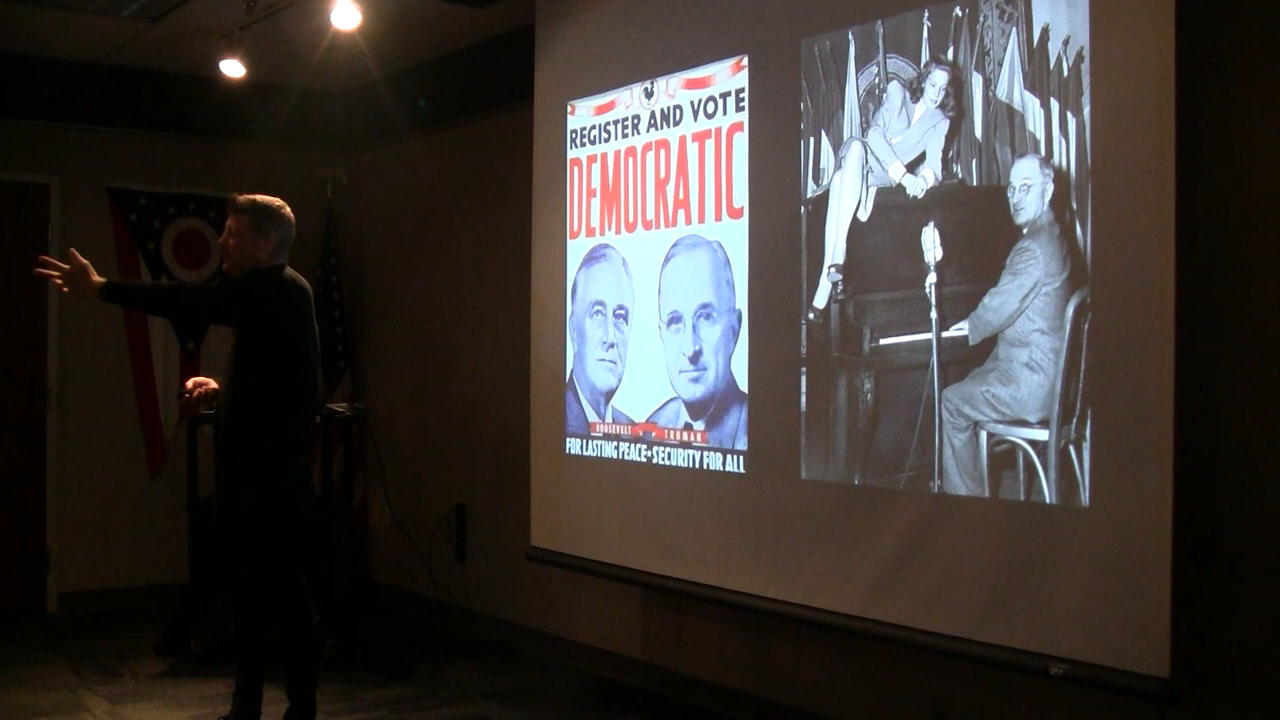 REGISTER AND VOTE
DEMOCRATIC
ROOSEVELT TRUMAN
FOR LASTING PEACE • SECURITY FOR ALL